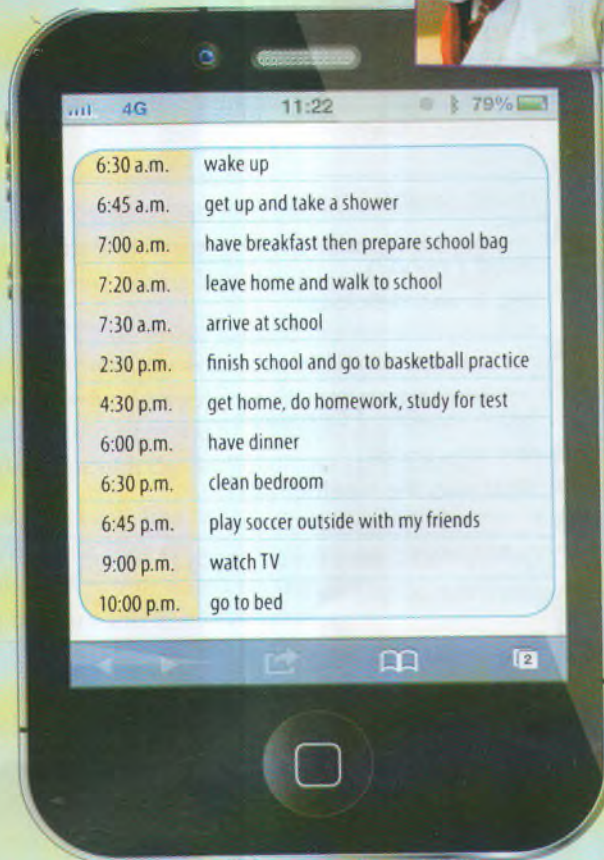 4G 11:22 79%
6:30 a.m. wake up
6:45 a.m. get up and take a shower
7:00 a.m. have breakfast then prepare school bag
7:20 a.m. leave home and walk to school
7:30 a.m. arrive at school
2:30 p.m. finish school and go to basketball practice
4:30 p.m. get home, do homework, study for test
6:00 p.m. have dinner
6:30 p.m. clean bedroom
6:45 p.m. play soccer outside with my friends
9:00 p.m. watch TV
10:00 p.m. go to bed
2